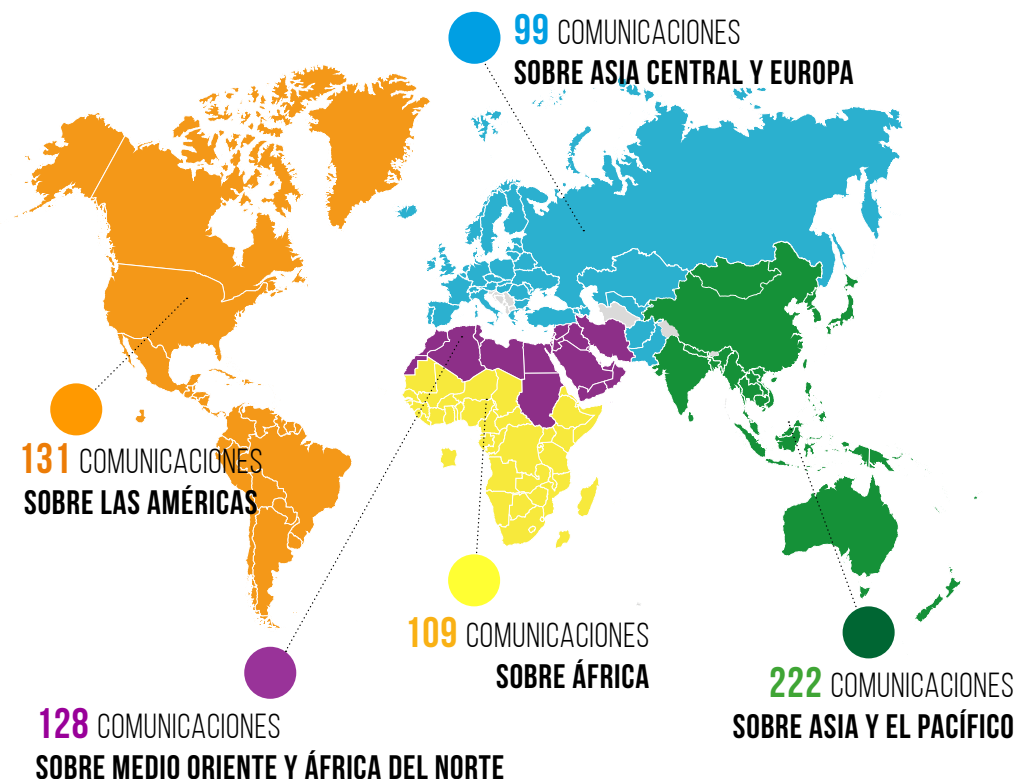 99 COMUNICACIONES
SOBRE ASIA CENTRAL Y EUROPA
131 COMUNICACIONES
SOBRE LAS AMÉRICAS
109 COMUNICACIONES
SOBRE ÁFRICA
222 COMUNICACIONES
SOBRE ASIA Y EL PACÍFICO
128 COMUNICACIONES
SOBRE MEDIO ORIENTE Y ÁFRICA DEL NORTE